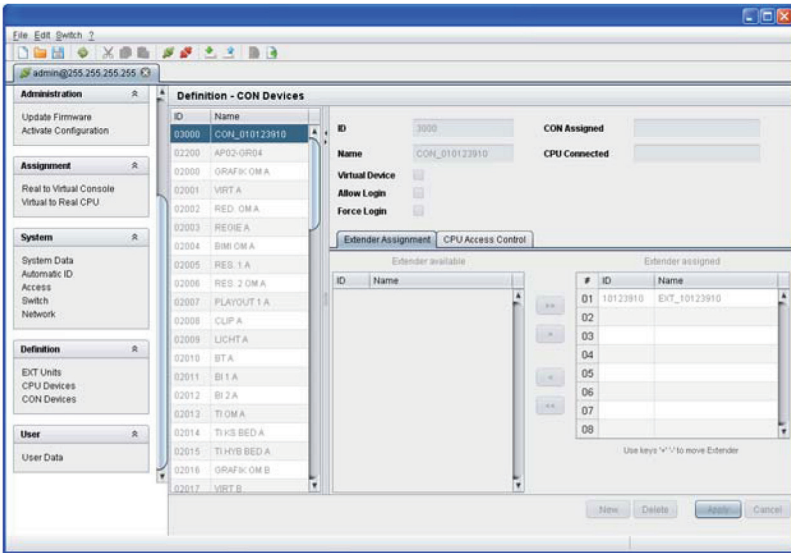 File Edit Switch ?
admin@255.255.255.255
Administration
Update Firmware
Activate Configuration
Assignment
Real to Virtual Console
Virtual to Real CPU
System
System Data
Automatic ID
Access
Switch
Network
Definition
EXT Units
CPU Devices
CON Devices
User
User Data
Definition - CON Devices
ID Name
03000 CON_010123910
02200 AP02-GR04
02000 GRAFIK OM A
02001 VIRT A
02002 RED. OM A
02003 REGIE A
02004 BIMI OM A
02005 RES. 1 A
02006 RES. 2 OM A
02007 PLAYOUT 1 A
02008 CLIP A
02009 LICHT A
02010 BT A
02011 BI 1 A
02012 BI 2 A
02013 TI OM A
02014 TI KS BED A
02015 TI HYB BED A
02016 GRAFIK OM B
02017 VIRT B
ID 3000
Name CON_010123910
Virtual Device
Allow Login
Force Login
CON Assigned
CPU Connected
Extender Assignment CPU Access Control
Extender available
ID Name
>>
>
<
<<
Extender assigned
# ID Name
01 10123910 EXT_10123910
02
03
04
05
06
07
08
Use keys '+' '-' to move Extender
New Delete Apply Cancel